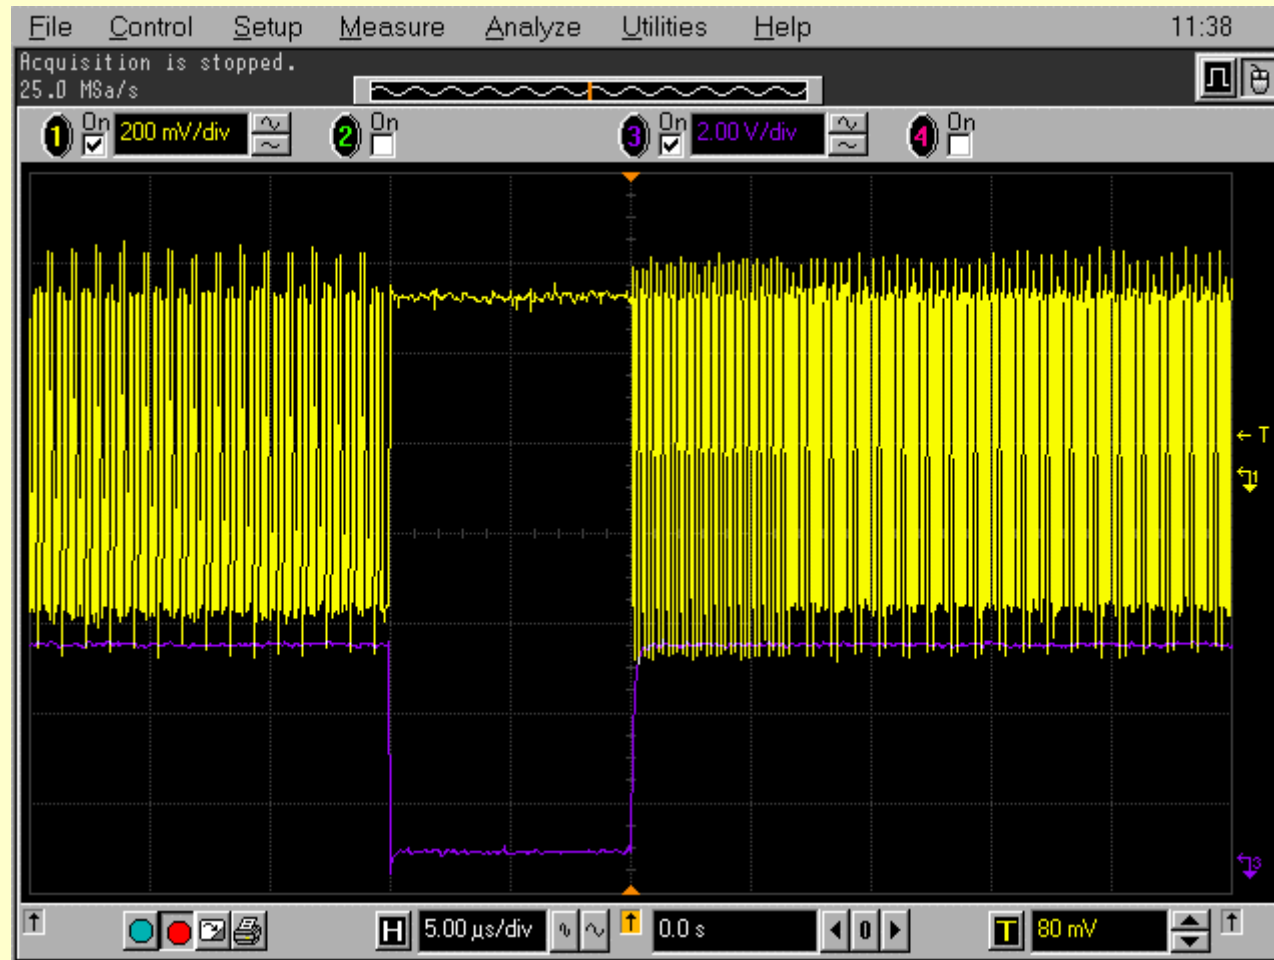 File Control Setup Measure Analyze Utilities Help 11:38
Acquisition is stopped.
25.0 MSa/s
1 On 200 mV/div 2 On 3 On 2.00 V/div 4 On
T
1
3
H 5.00 µs/div 0.0 s 0 T 80 mV